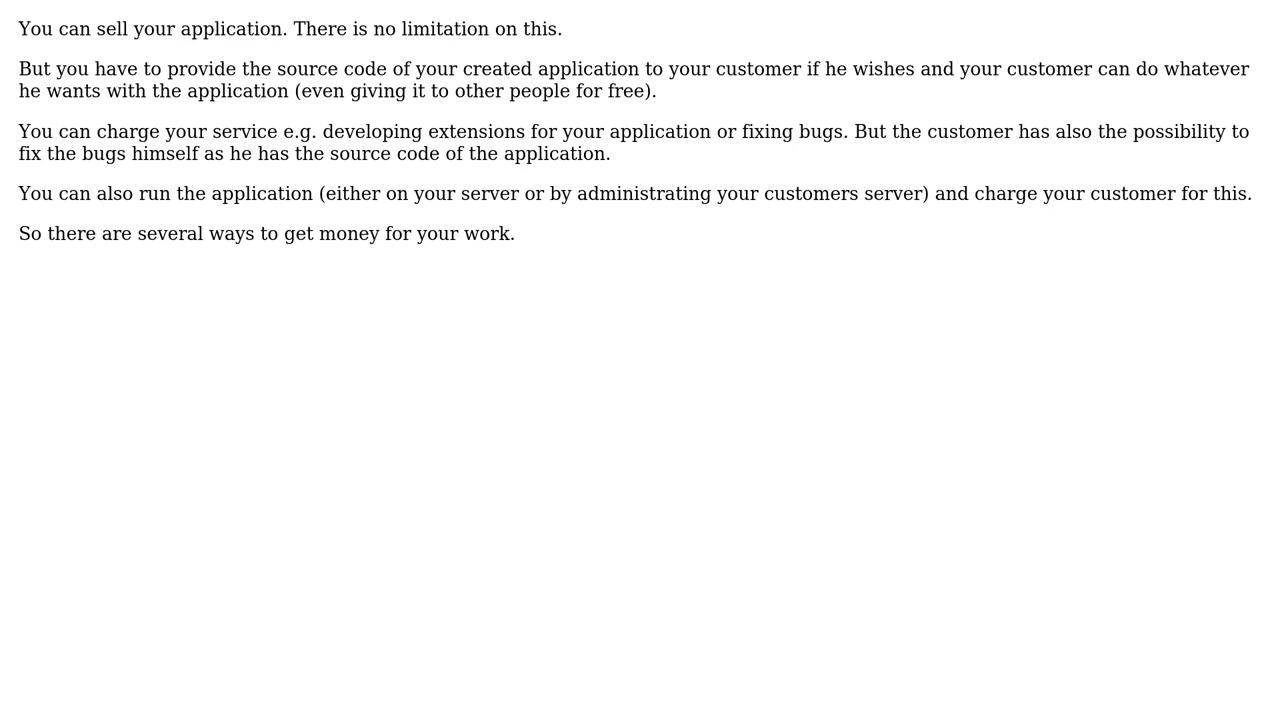 You can sell your application. There is no limitation on this.
But you have to provide the source code of your created application to your customer if he wishes and your customer can do whatever
he wants with the application (even giving it to other people for free).
You can charge your service e.g. developing extensions for your application or fixing bugs. But the customer has also the possibility to
fix the bugs himself as he has the source code of the application.
You can also run the application (either on your server or by administrating your customers server) and charge your customer for this.
So there are several ways to get money for your work.